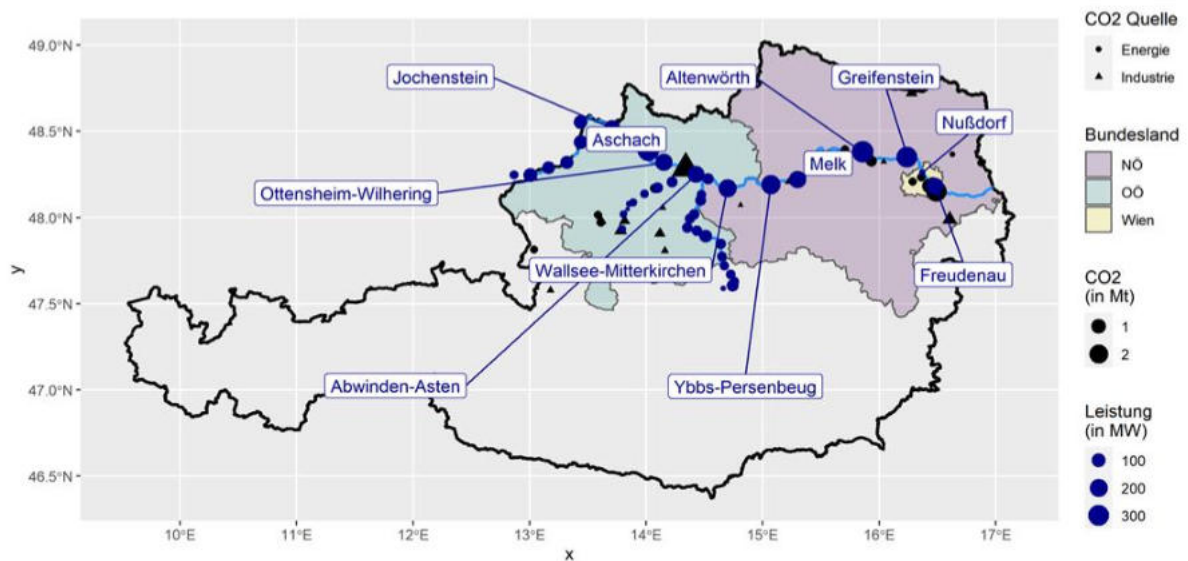 CO2 Quelle
Energie
Industrie
Bundesland
NÖ
OÖ
Wien
CO2
(in Mt)
1
2
Leistung
(in MW)
100
200
300
49.0°N
48.5°N
48.0°N
47.5°N
47.0°N
46.5°N
y
Jochenstein
Altenwörth
Greifenstein
Nußdorf
Aschach
Melk
Ottensheim-Wilhering
Wallsee-Mitterkirchen
Freudenau
Abwinden-Asten
Ybbs-Persenbeug
10°E
11°E
12°E
13°E
14°E
15°E
16°E
17°E
x